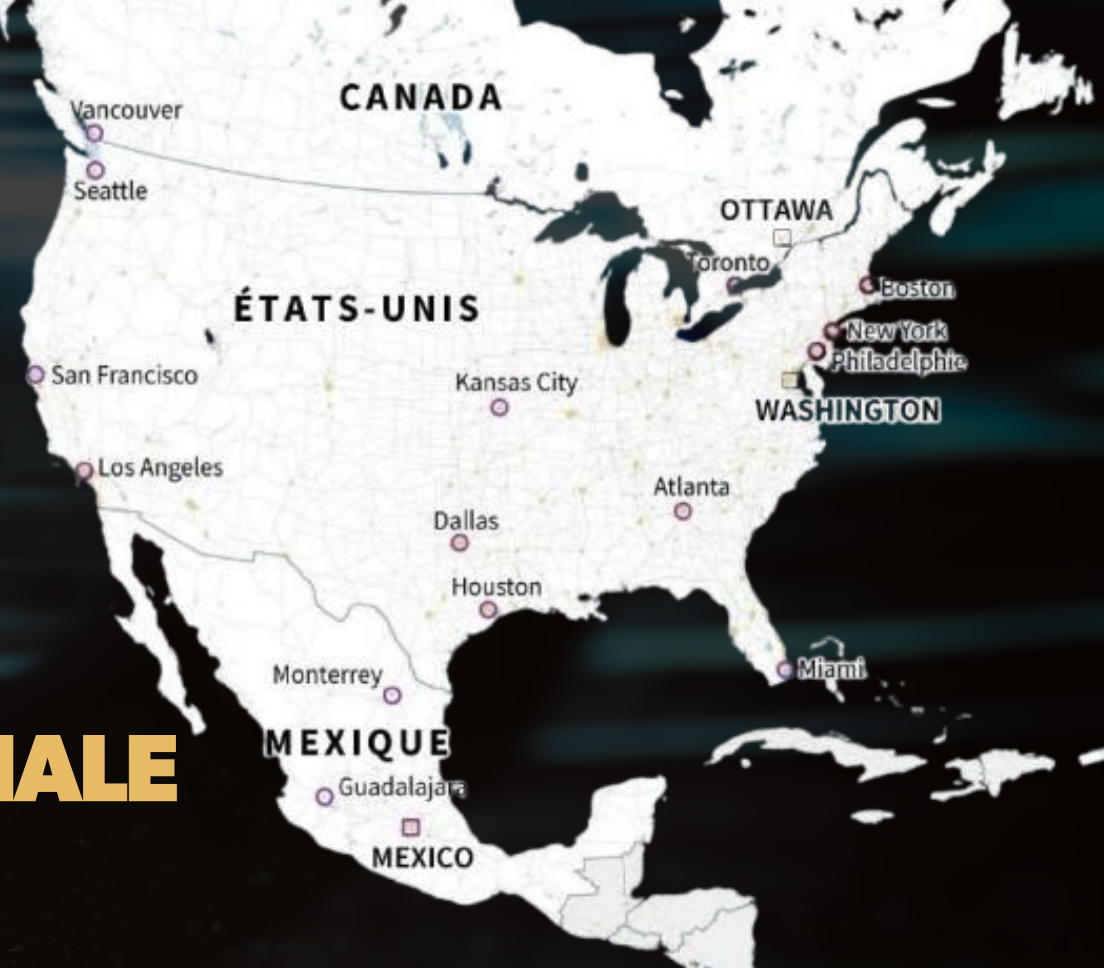 CANADA
Vancouver
Seattle
OTTAWA
Toronto
Boston
ÉTATS-UNIS
New York
Philadelphie
San Francisco
Kansas City
WASHINGTON
Los Angeles
Atlanta
Dallas
Houston
Miami
Monterrey
MEXIQUE
IALE
Guadalajara
MEXICO